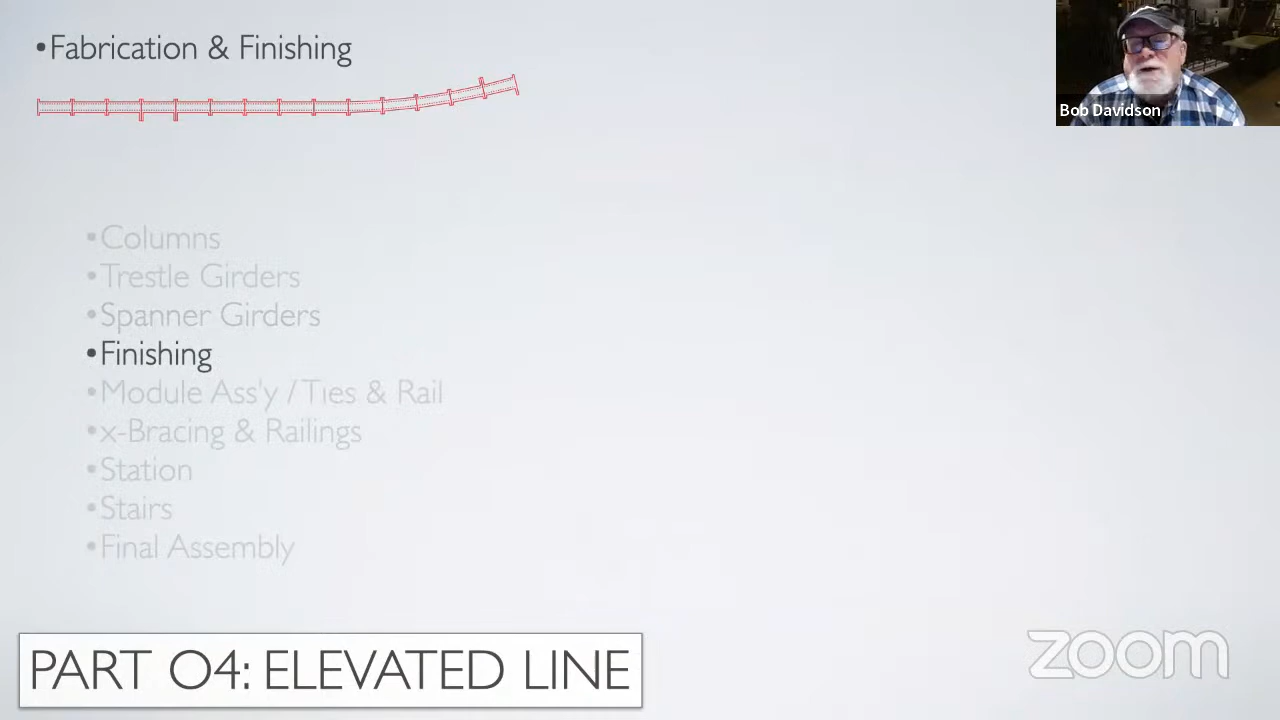 •Fabrication & Finishing
Bob Davidson
•Columns
•Trestle Girders
•Spanner Girders
•Finishing
•Module Ass'y / Ties & Rail
•x-Bracing & Railings
•Station
•Stairs
•Final Assembly
PART O4: ELEVATED LINE
zoom